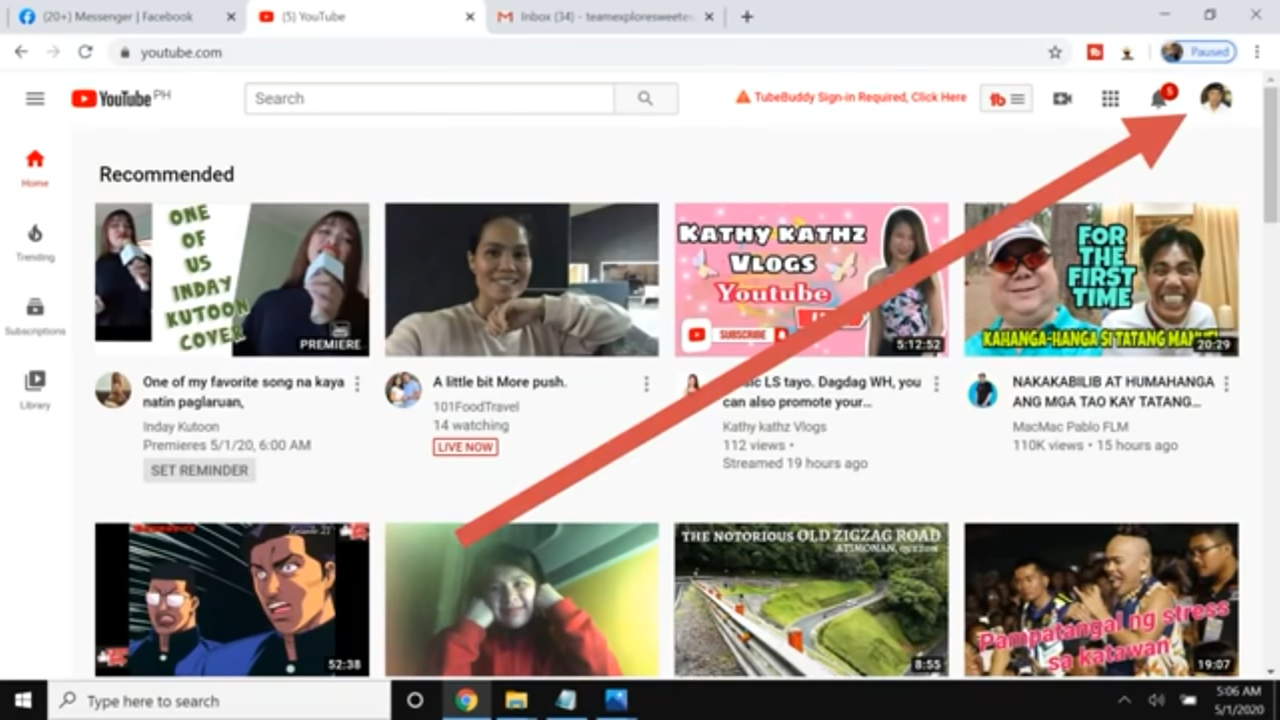 (20+) Messenger | Facebook
(5) YouTube
Inbox (34) - teamexploresweetes
youtube.com
Paused
YouTube PH
Search
TubeBuddy Sign-in Required, Click Here
tb
5
Home
Trending
Subscriptions
Library
Recommended
ONE
OF
US
INDAY
KUTOON
COVER
PREMIERE
KATHY KATHZ
VLOGS
Youtube
SUBSCRIBE
5:12:52
FOR
THE
FIRST
TIME
KAHANGA-HANGA SI TATANG
20:29
One of my favorite song na kaya
natin paglaruan,
Inday Kutoon
Premieres 5/1/20, 6:00 AM
SET REMINDER
A little bit More push.
101FoodTravel
14 watching
LIVE NOW
LS tayo. Dagdag WH, you
can also promote your...
Kathy kathz Vlogs
112 views •
Streamed 19 hours ago
NAKAKABILIB AT HUMAHANGA
ANG MGA TAO KAY TATANG...
MacMac Pablo FLM
110K views • 15 hours ago
52:38
THE NOTORIOUS OLD ZIGZAG ROAD
ATIMONAN, QUEZON
8:55
Pampatangal ng stress
sa katawan
19:07
Type here to search
5:06 AM
5/1/2020